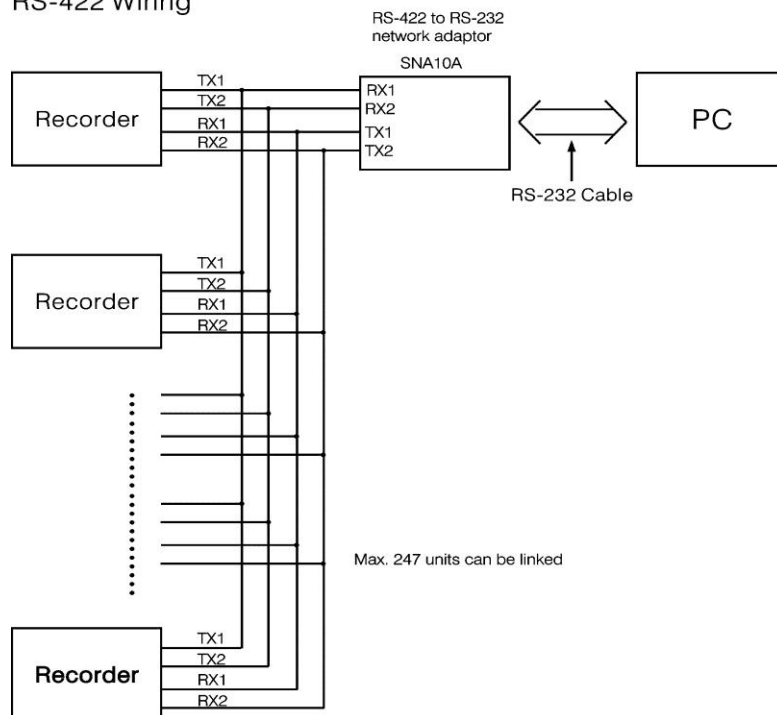 RS-422 Wiring
RS-422 to RS-232
network adaptor
SNA10A
Recorder
TX1
TX2
RX1
RX2
RX1
RX2
TX1
TX2
PC
RS-232 Cable
Recorder
TX1
TX2
RX1
RX2
Max. 247 units can be linked
Recorder
TX1
TX2
RX1
RX2